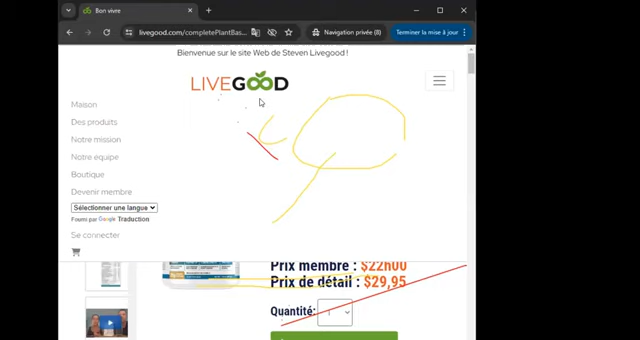 Bon vivre
livegood.com/completePlantBas...
Navigation privée (8)
Terminer la mise à jour
Bienvenue sur le site Web de Steven Livegood !
LIVEGOOD
Maison
Des produits
Notre mission
Notre équipe
Boutique
Devenir membre
Sélectionner une langue
Fourni par Google Traduction
Se connecter
Prix membre : $22h00
Prix de détail : $29,95
Quantité: